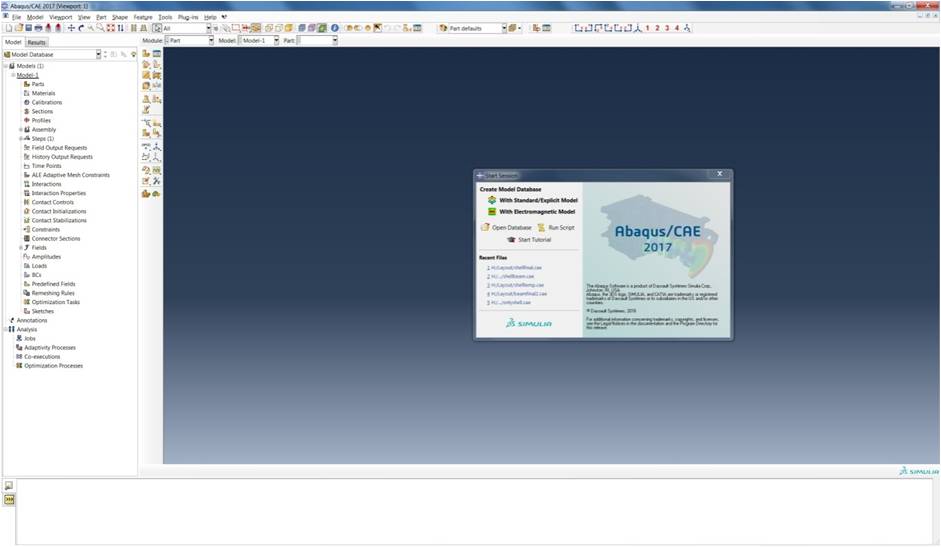 Abaqus/CAE 2017 [Viewport: 1]
File Model Viewport View Part Shape Feature Tools Plug-ins Help
All
Part defaults
1 2 3 4
Model Results
Module: Part Model: Model-1 Part:
Model Database
Models (1)
Model-1
Parts
Materials
Calibrations
Sections
Profiles
Assembly
Steps (1)
Field Output Requests
History Output Requests
Time Points
ALE Adaptive Mesh Constraints
Interactions
Interaction Properties
Contact Controls
Contact Initializations
Contact Stabilizations
Constraints
Connector Sections
Fields
Amplitudes
Loads
BCs
Predefined Fields
Remeshing Rules
Optimization Tasks
Sketches
Annotations
Analysis
Jobs
Adaptivity Processes
Co-executions
Optimization Processes
Start Session
X
Create Model Database
With Standard/Explicit Model
With Electromagnetic Model
Open Database Run Script
Start Tutorial
Recent Files
1 H:/Layout/shellfinal.cae
2 H:/.../shellbeam.cae
3 H:/Layout/shelltemp.cae
4 H:/Layout/beamfinal2.cae
5 H:/.../onlyshell.cae
SIMULIA
Abaqus/CAE
2017
The Abaqus Software is a product of Dassault Systèmes Simulia Corp.,
Johnston, RI, USA.
Abaqus, the 3DS logo, SIMULIA, and CATIA are trademarks or registered
trademarks of Dassault Systèmes or its subsidiaries in the US and/or other
countries.
© Dassault Systèmes, 2016
For additional information concerning trademarks, copyrights, and licenses,
see the Legal Notices in the documentation and the Program Directory for
this release.
SIMULIA
>>>